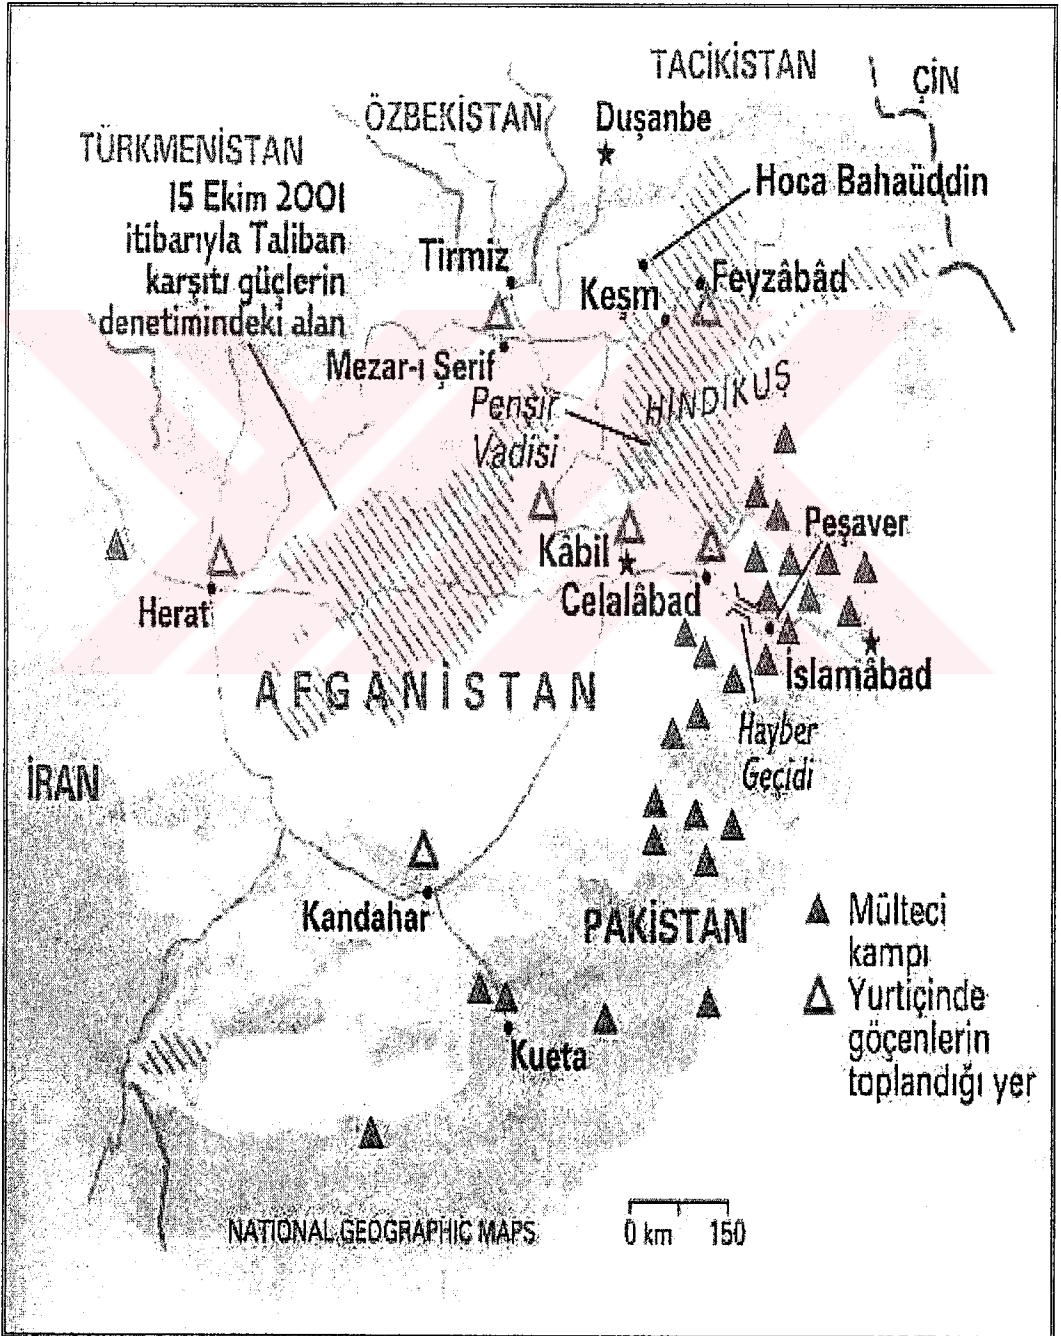 TACİKİSTAN
ÇİN
ÖZBEKİSTAN
Duşanbe
TÜRKMENİSTAN
Hoca Bahaüddin
15 Ekim 2001
itibarıyla Taliban
karşıtı güçlerin
denetimindeki alan
Tirmiz
Feyzâbâd
Keşm
Mezar-ı Şerif
HİNDİKUŞ
Penşir
Vadisi
Peşaver
Kâbil
Celalâbad
Herat
İslamâbad
AFGANİSTAN
Hayber
Geçidi
İRAN
Kandahar
PAKİSTAN
Mülteci
kampı
Yurtiçinde
göçenlerin
toplandığı yer
Kueta
NATIONAL GEOGRAPHIC MAPS
0 km 150